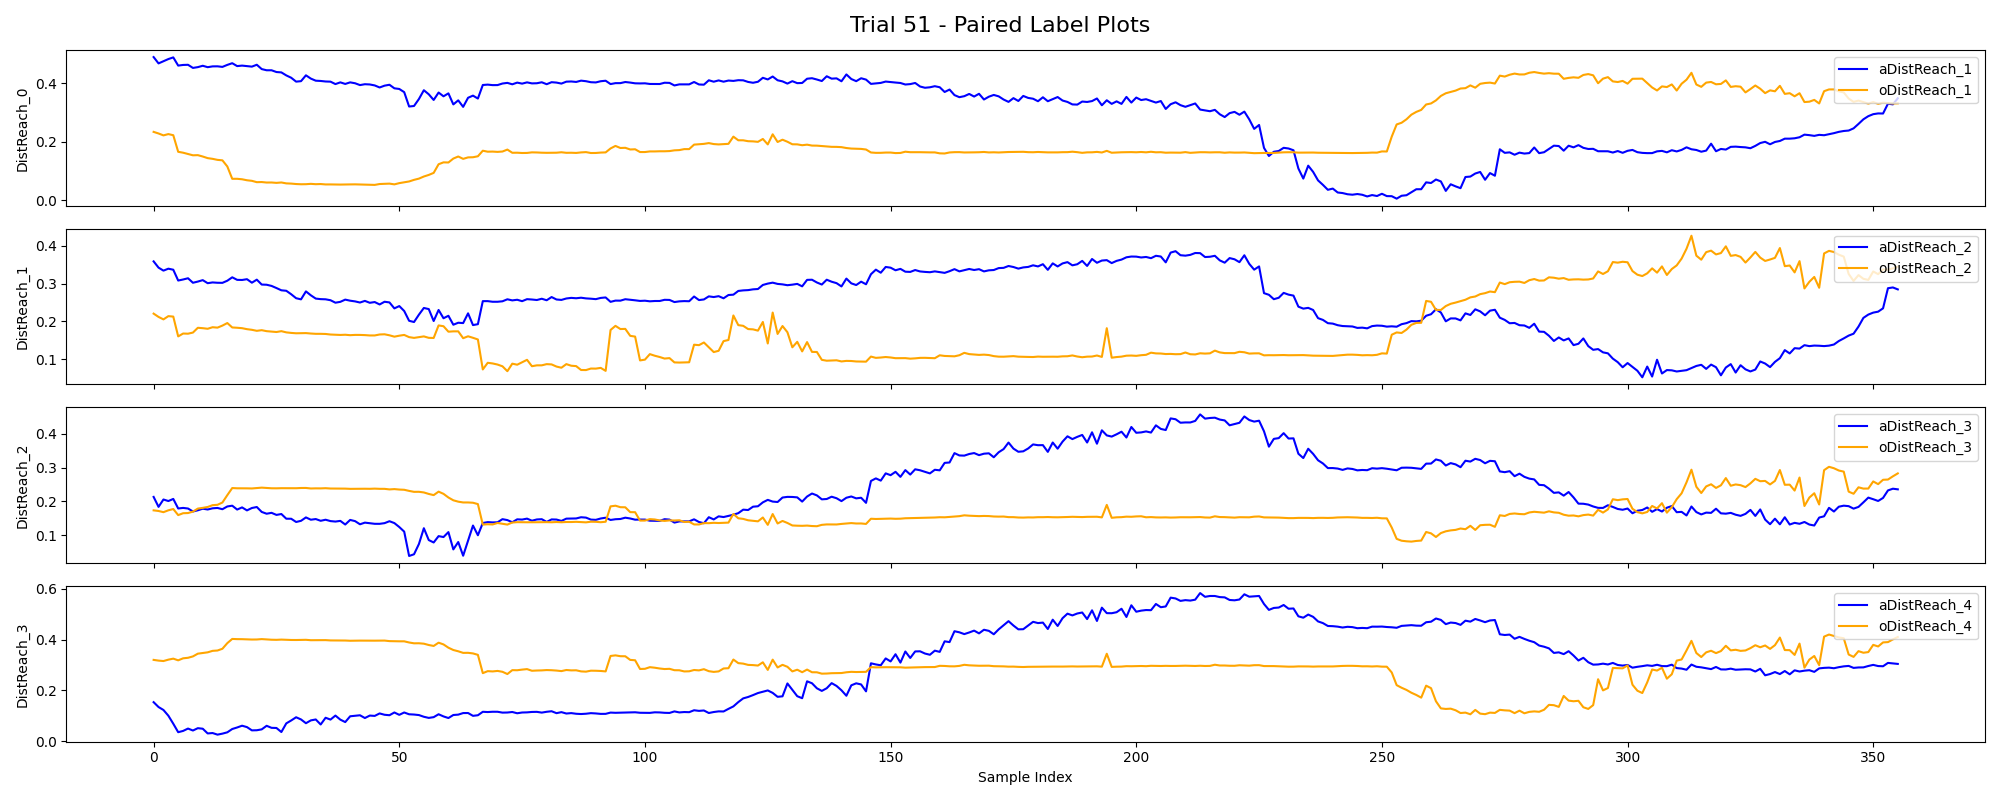 Trial 51 - Paired Label Plots
DistReach_0
0.4
0.2
0.0
aDistReach_1
oDistReach_1
DistReach_1
0.4
0.3
0.2
0.1
aDistReach_2
oDistReach_2
DistReach_2
0.4
0.3
0.2
0.1
aDistReach_3
oDistReach_3
DistReach_3
0.6
0.4
0.2
0.0
aDistReach_4
oDistReach_4
0 50 100 150 200 250 300 350
Sample Index